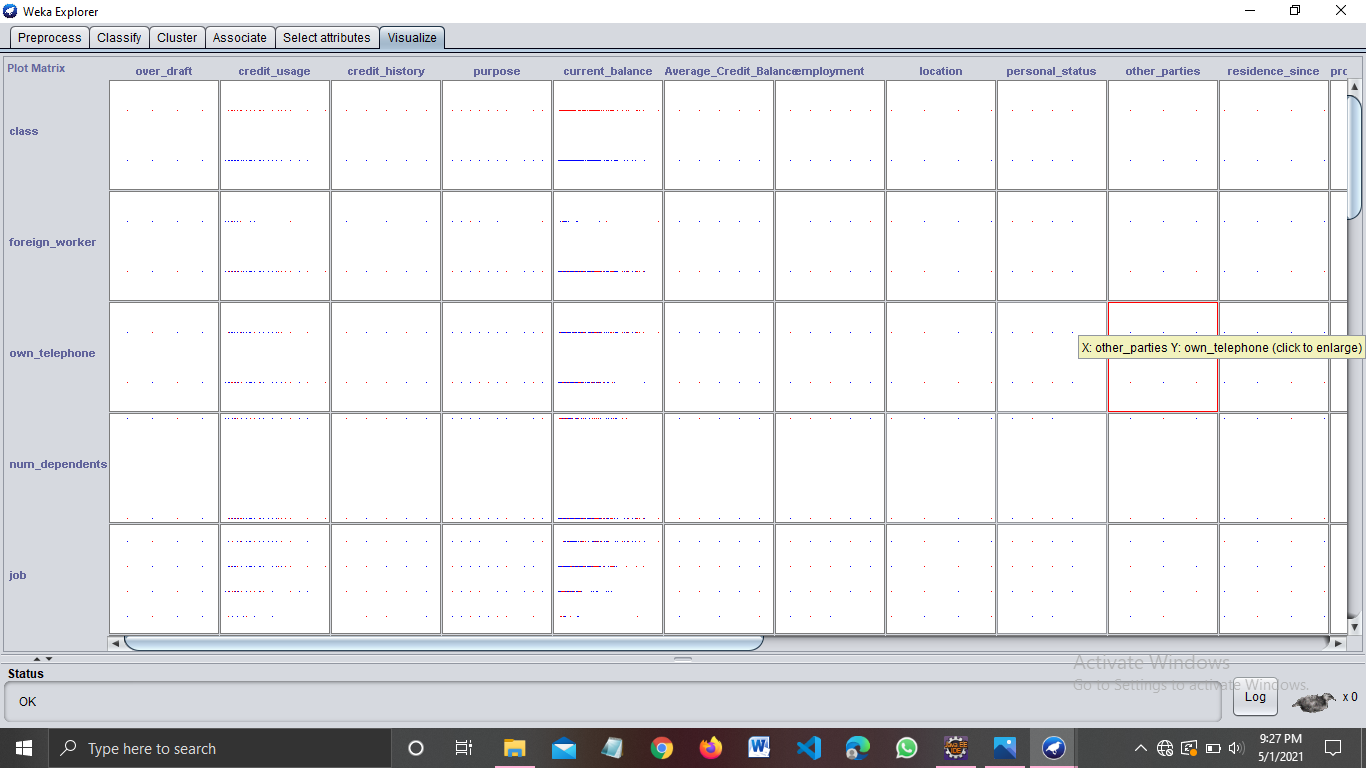 Weka Explorer
Preprocess Classify Cluster Associate Select attributes Visualize
Plot Matrix over_draft credit_usage credit_history purpose current_balance Average_Credit_Balance employment location personal_status other_parties residence_since
class
foreign_worker
own_telephone
X: other_parties Y: own_telephone (click to enlarge)
num_dependents
job
Activate Windows
Go to Settings to activate Windows.
Status
OK
Log
x 0
Type here to search
9:27 PM
5/1/2021